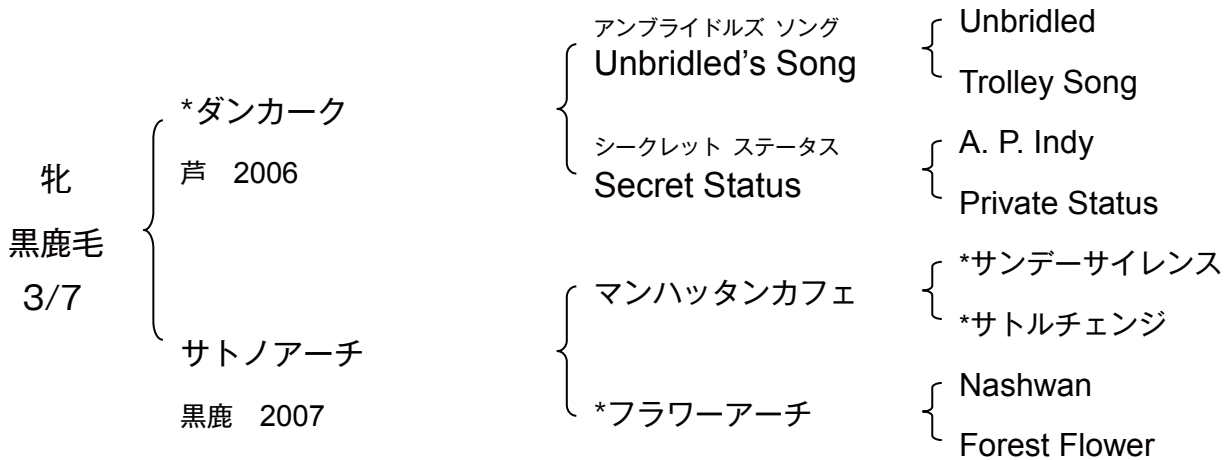 牝
黒鹿毛
3/7
*ダンカーク
芦 2006
サトノアーチ
黒鹿 2007
アンブライドルズ ソング
Unbridled’s Song
シークレット ステータス
Secret Status
マンハッタンカフェ
*フラワーアーチ
Unbridled
Trolley Song
A. P. Indy
Private Status
*サンデーサイレンス
*サトルチェンジ
Nashwan
Forest Flower